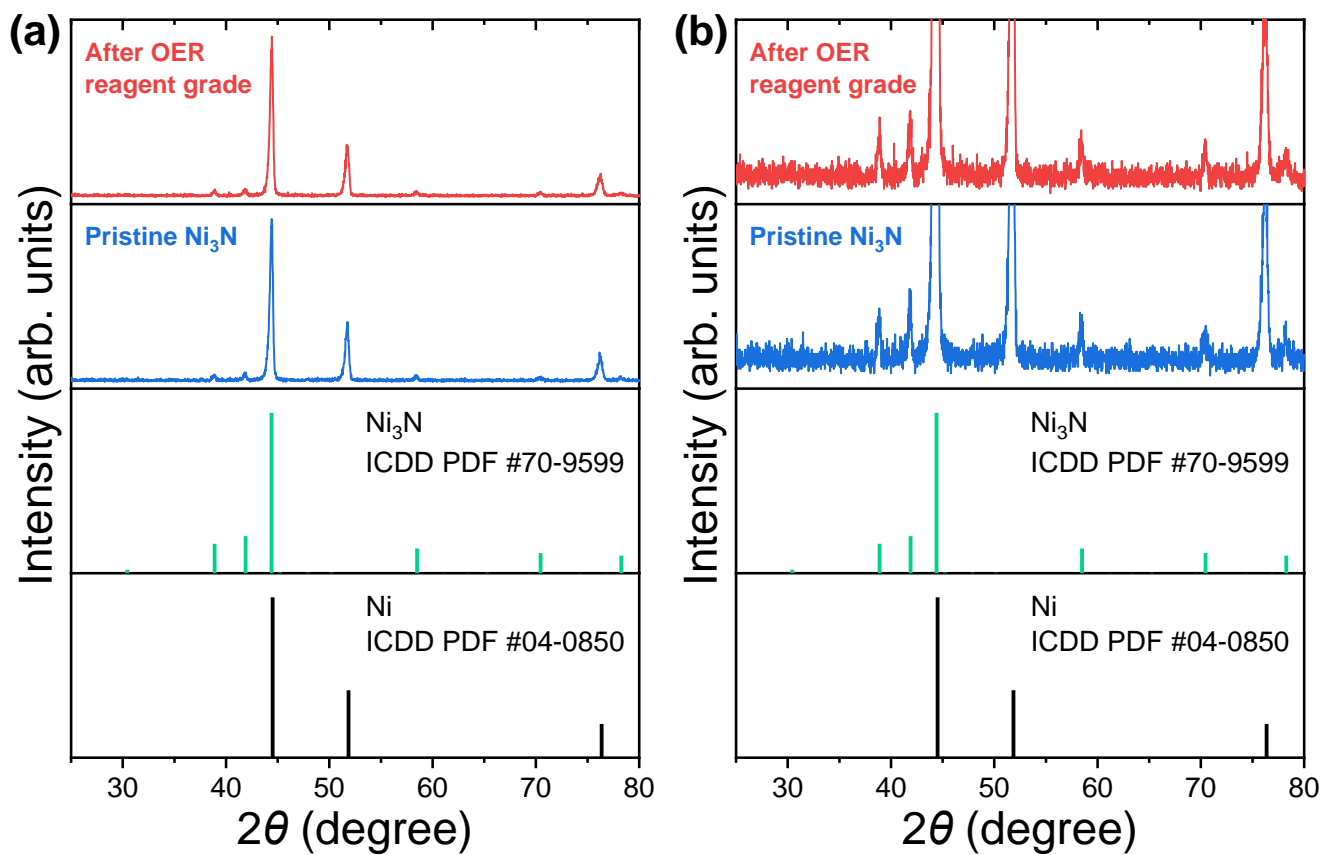 (a)
After OER
reagent grade
Pristine Ni₃N
Ni₃N
ICDD PDF #70-9599
Ni
ICDD PDF #04-0850
Intensity (arb. units)
30 40 50 60 70 80
2θ (degree)
(b)
After OER
reagent grade
Pristine Ni₃N
Ni₃N
ICDD PDF #70-9599
Ni
ICDD PDF #04-0850
Intensity (arb. units)
30 40 50 60 70 80
2θ (degree)